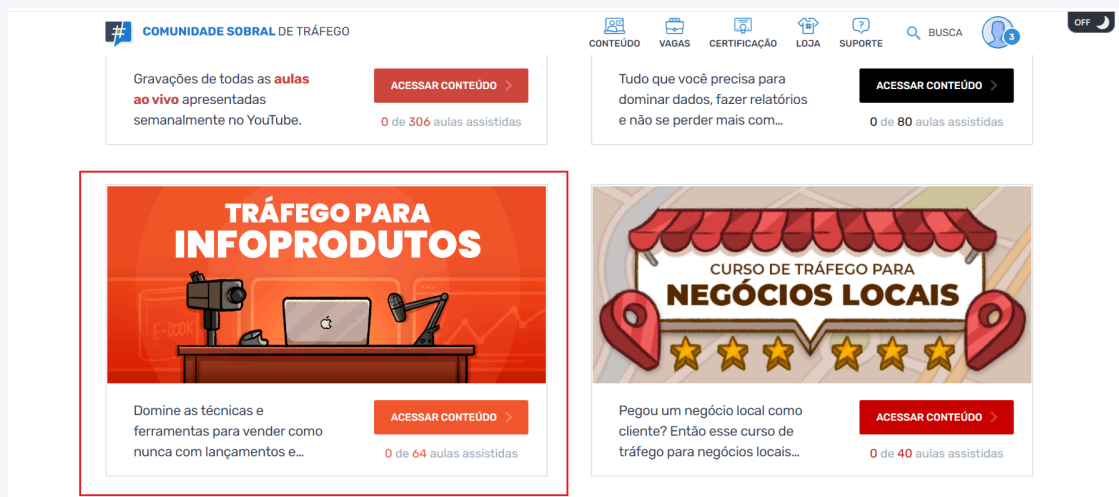 COMUNIDADE SOBRAL DE TRÁFEGO
CONTEÚDO
VAGAS
CERTIFICAÇÃO
LOJA
SUPORTE
BUSCA
3
OFF
Gravações de todas as aulas
ao vivo apresentadas
semanalmente no YouTube.
ACESSAR CONTEÚDO
0 de 306 aulas assistidas
Tudo que você precisa para
dominar dados, fazer relatórios
e não se perder mais com...
ACESSAR CONTEÚDO
0 de 80 aulas assistidas
TRÁFEGO PARA
INFOPRODUTOS
E-BOOK
CURSO DE TRÁFEGO PARA
NEGÓCIOS LOCAIS
Domine as técnicas e
ferramentas para vender como
nunca com lançamentos e...
ACESSAR CONTEÚDO
0 de 64 aulas assistidas
Pegou um negócio local como
cliente? Então esse curso de
tráfego para negócios locais...
ACESSAR CONTEÚDO
0 de 40 aulas assistidas